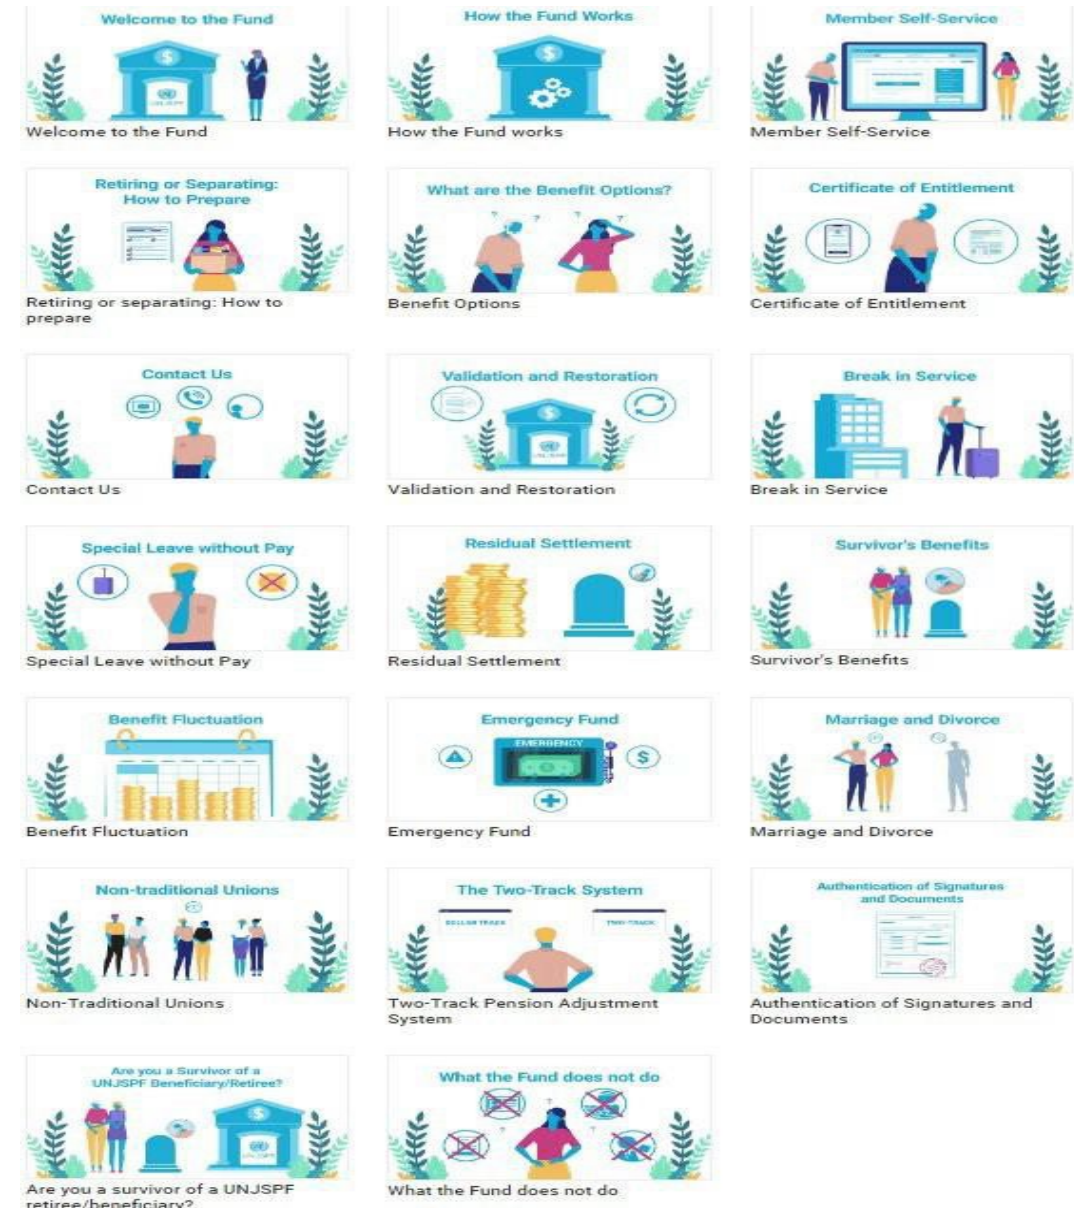 Welcome to the Fund
UNJSPF
Welcome to the Fund
How the Fund Works
How the Fund works
Member Self-Service
Member Self-Service
Retiring or Separating:
How to Prepare
Retiring or separating: How to
prepare
What are the Benefit Options?
Benefit Options
Certificate of Entitlement
Certificate of Entitlement
Contact Us
Contact Us
Validation and Restoration
UNJSPF
Validation and Restoration
Break in Service
Break in Service
Special Leave without Pay
Special Leave without Pay
Residual Settlement
Residual Settlement
Survivor's Benefits
Survivor's Benefits
Benefit Fluctuation
Benefit Fluctuation
Emergency Fund
EMERGENCY
Emergency Fund
Marriage and Divorce
Marriage and Divorce
Non-traditional Unions
Non-Traditional Unions
The Two-Track System
DOLLAR TRACK
TWO-TRACK
Two-Track Pension Adjustment
System
Authentication of Signatures
and Documents
Authentication of Signatures and
Documents
Are you a Survivor of a
UNJSPF Beneficiary/Retiree?
UNJSPF
Are you a survivor of a UNJSPF
retiree/beneficiary?
What the Fund does not do
What the Fund does not do